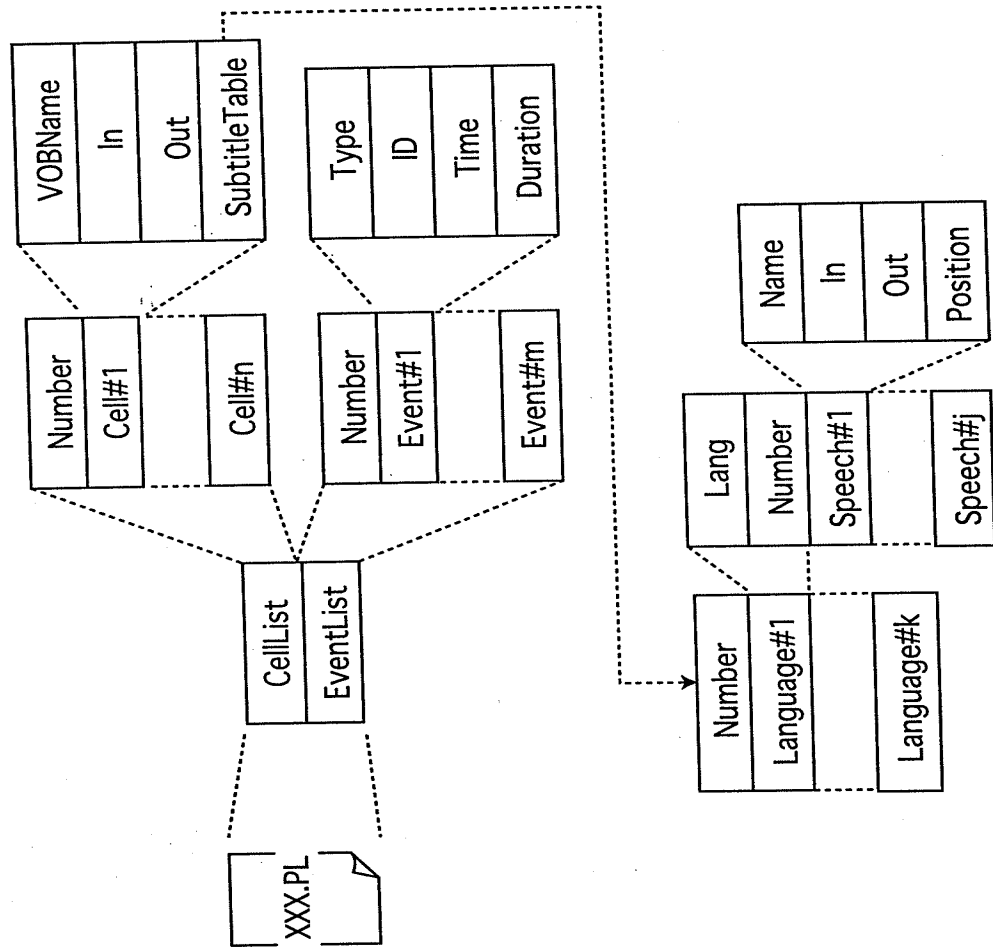 XXX.PL
CellList
EventList
Number
Cell#1
Cell#n
Number
Event#1
Event#m
VOBName
In
Out
SubtitleTable
Type
ID
Time
Duration
Number
Language#1
Language#k
Lang
Number
Speech#1
Speech#j
Name
In
Out
Position